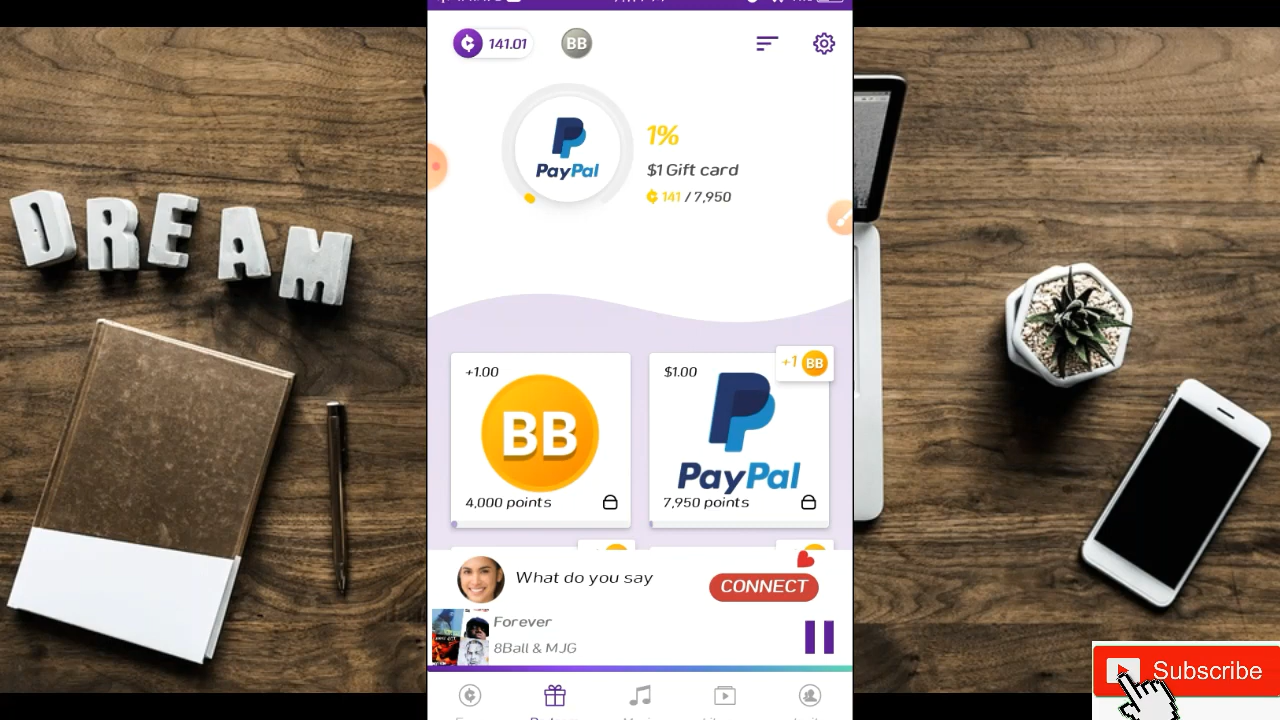 141.01
BB
PayPal
1%
$1 Gift card
141 / 7,950
DREAM
+1.00
BB
4,000 points
$1.00
+1 BB
PayPal
7,950 points
What do you say
CONNECT
Forever
8Ball & MJG
Subscribe